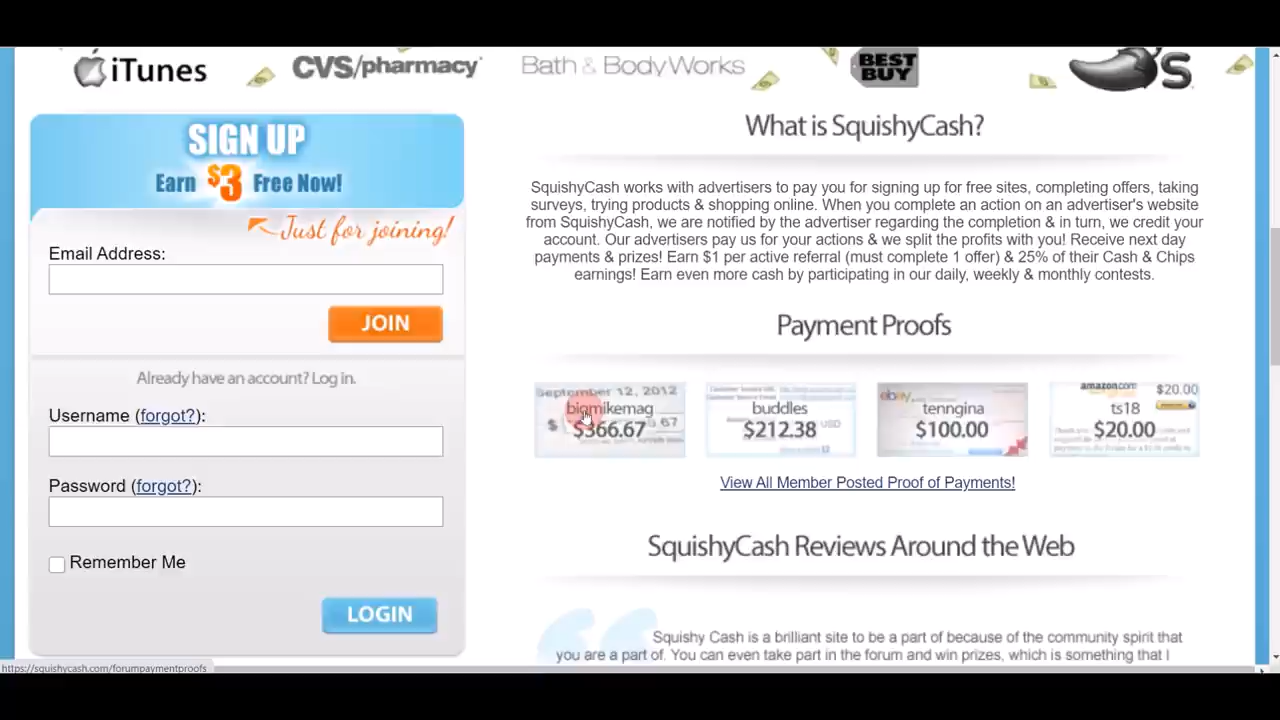 iTunes
CVS/pharmacy
Bath & Body Works
BEST BUY
SIGN UP
Earn $3 Free Now!
Just for joining!
Email Address:
JOIN
Already have an account? Log in.
Username (forgot?):
Password (forgot?):
Remember Me
LOGIN
What is SquishyCash?
SquishyCash works with advertisers to pay you for signing up for free sites, completing offers, taking
surveys, trying products & shopping online. When you complete an action on an advertiser's website
from SquishyCash, we are notified by the advertiser regarding the completion & in turn, we credit your
account. Our advertisers pay us for your actions & we split the profits with you! Receive next day
payments & prizes! Earn $1 per active referral (must complete 1 offer) & 25% of their Cash & Chips
earnings! Earn even more cash by participating in our daily, weekly & monthly contests.
Payment Proofs
September 12, 2012
bigmikemag
$366.67
buddles
$212.38
USD
ebay
tenngina
$100.00
amazon.com $20.00
ts18
$20.00
View All Member Posted Proof of Payments!
SquishyCash Reviews Around the Web
Squishy Cash is a brilliant site to be a part of because of the community spirit that
you are a part of. You can even take part in the forum and win prizes, which is something that I
https://squishycash.com/forumpaymentproofs